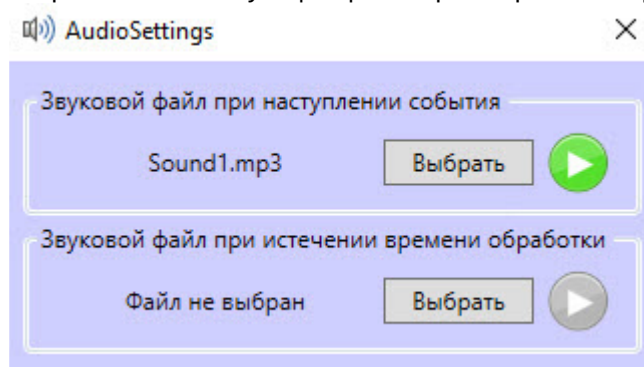 AudioSettings
Звуковой файл при наступлении события
Sound1.mp3 Выбрать
Звуковой файл при истечении времени обработки
Файл не выбран Выбрать